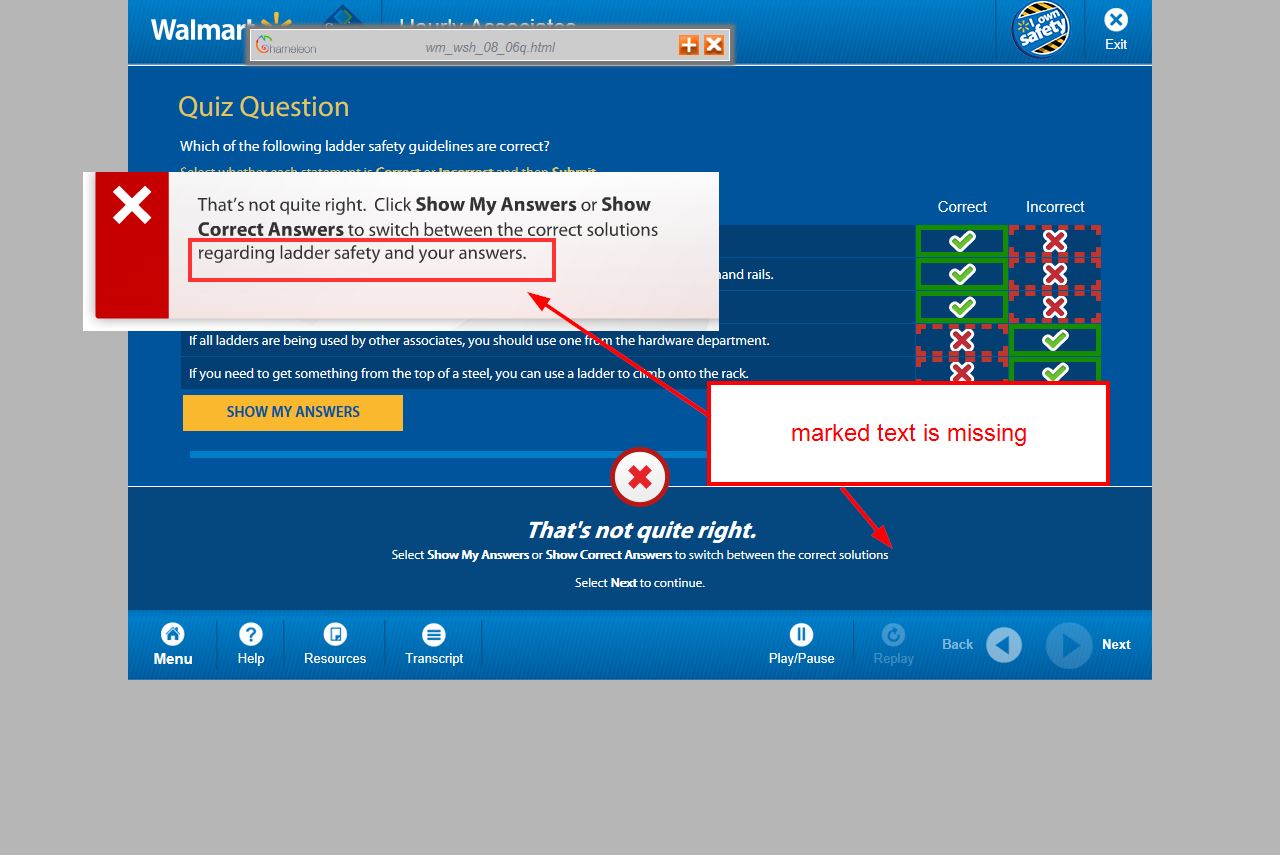 Walmart
Hourly Associates
Chameleon
wm_wsh_08_06q.html
I own
safety
Exit
Quiz Question
Which of the following ladder safety guidelines are correct?
Select whether each statement is Correct or Incorrect and then Submit.
That's not quite right. Click Show My Answers or Show
Correct Answers to switch between the correct solutions
regarding ladder safety and your answers.
Correct Incorrect
hand rails.
If all ladders are being used by other associates, you should use one from the hardware department.
If you need to get something from the top of a steel, you can use a ladder to climb onto the rack.
SHOW MY ANSWERS
marked text is missing
That's not quite right.
Select Show My Answers or Show Correct Answers to switch between the correct solutions
Select Next to continue.
Menu
Help
Resources
Transcript
Play/Pause
Replay
Back
Next